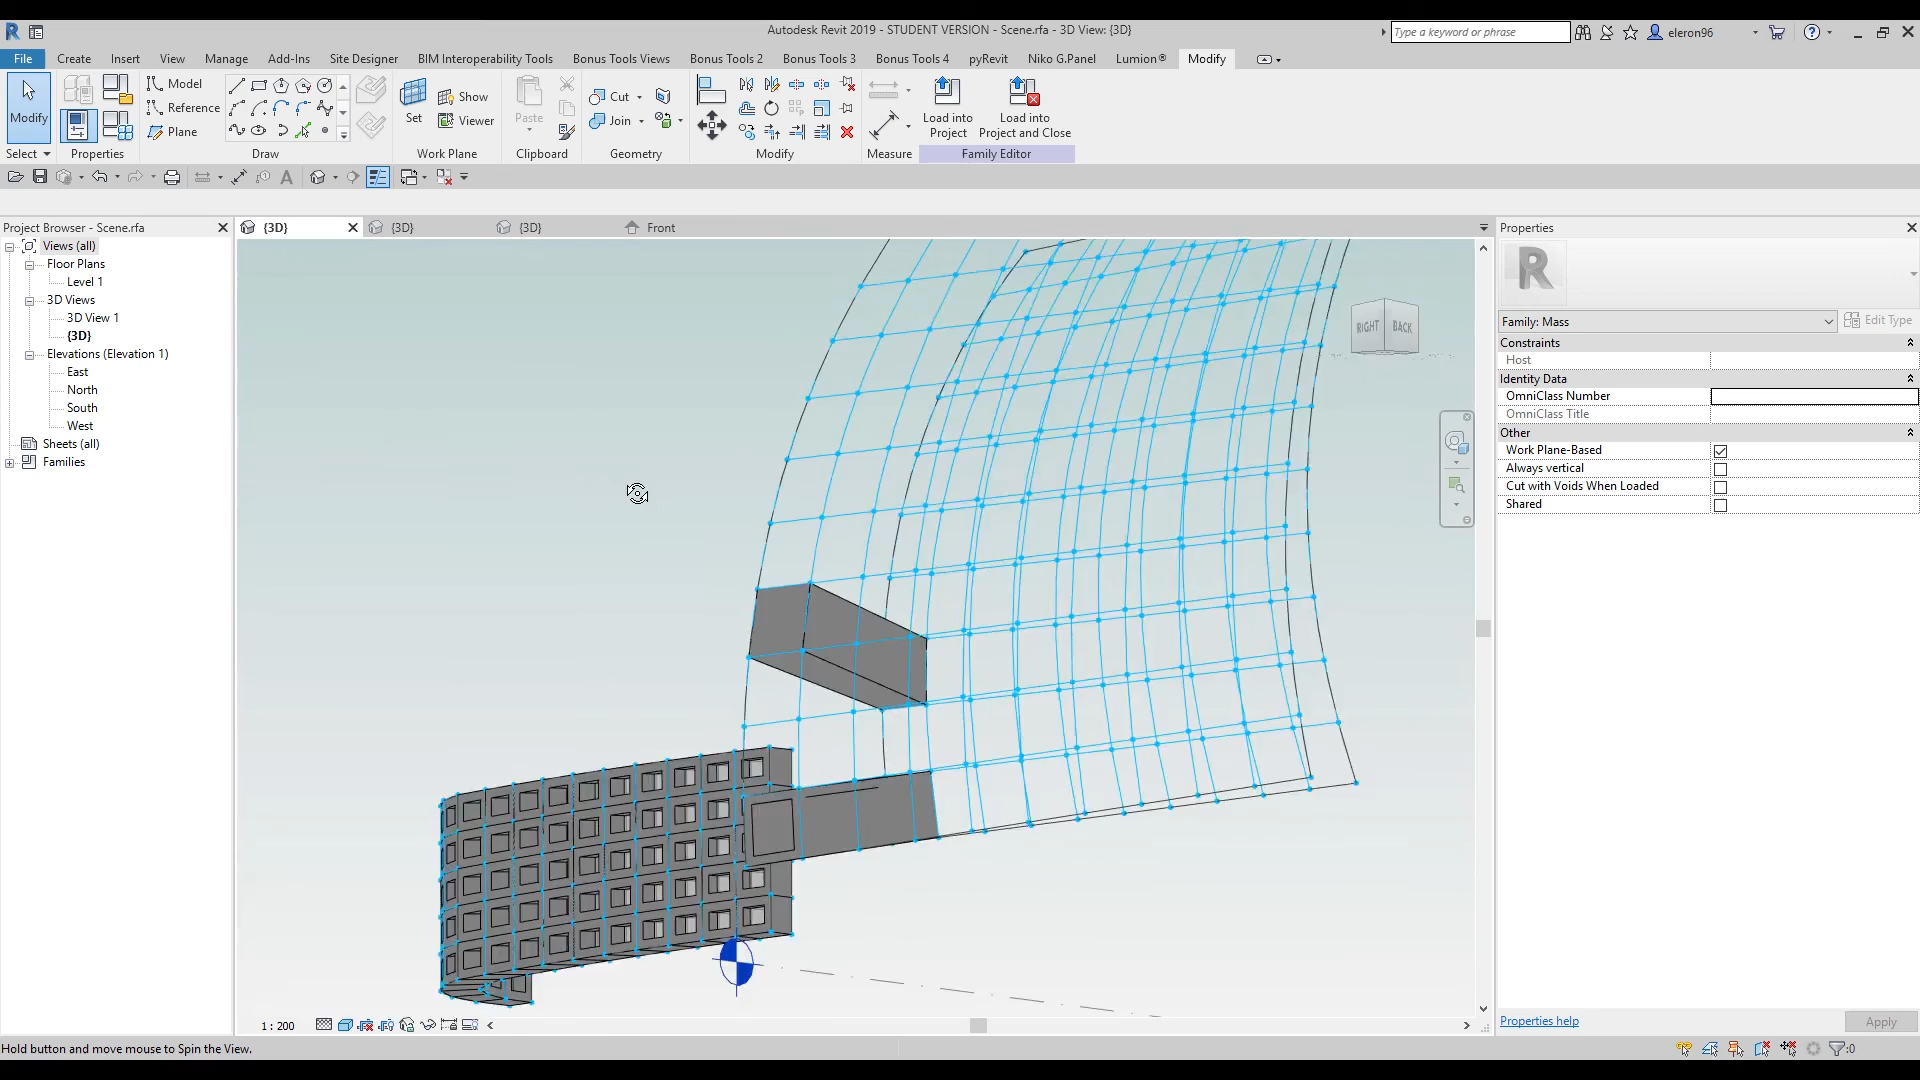 Autodesk Revit 2019 - STUDENT VERSION - Scene.rfa - 3D View: {3D}
Type a keyword or phrase
eleron96
File Create Insert View Manage Add-Ins Site Designer BIM Interoperability Tools Bonus Tools Views Bonus Tools 2 Bonus Tools 3 Bonus Tools 4 pyRevit Niko G.Panel Lumion® Modify
Modify
Model
Reference
Plane
Set
Show
Viewer
Paste
Cut
Join
Load into
Project
Load into
Project and Close
Select Properties Draw Work Plane Clipboard Geometry Modify Measure Family Editor
Project Browser - Scene.rfa
{3D} {3D} {3D} Front
Properties
Views (all)
Floor Plans
Level 1
3D Views
3D View 1
{3D}
Elevations (Elevation 1)
East
North
South
West
Sheets (all)
Families
RIGHT BACK
R
Family: Mass
Edit Type
Constraints
Host
Identity Data
OmniClass Number
OmniClass Title
Other
Work Plane-Based
Always vertical
Cut with Voids When Loaded
Shared
1 : 200
Properties help
Apply
Hold button and move mouse to Spin the View.
:0